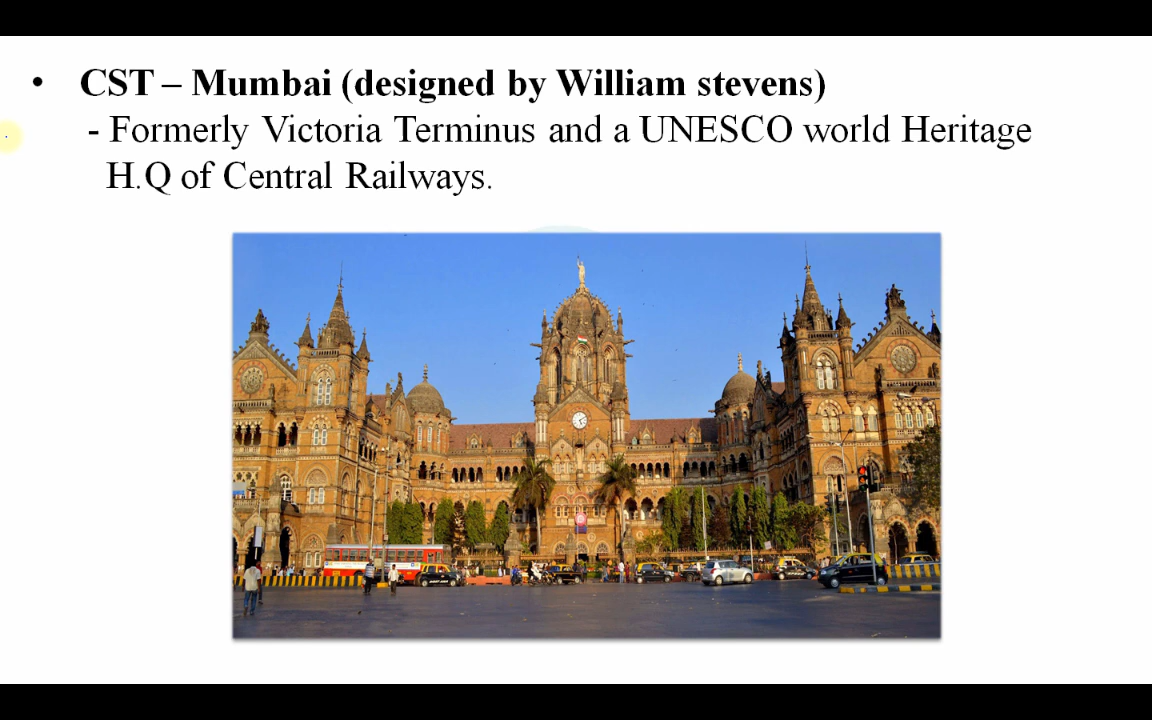 • CST – Mumbai (designed by William stevens)
- Formerly Victoria Terminus and a UNESCO world Heritage
H.Q of Central Railways.